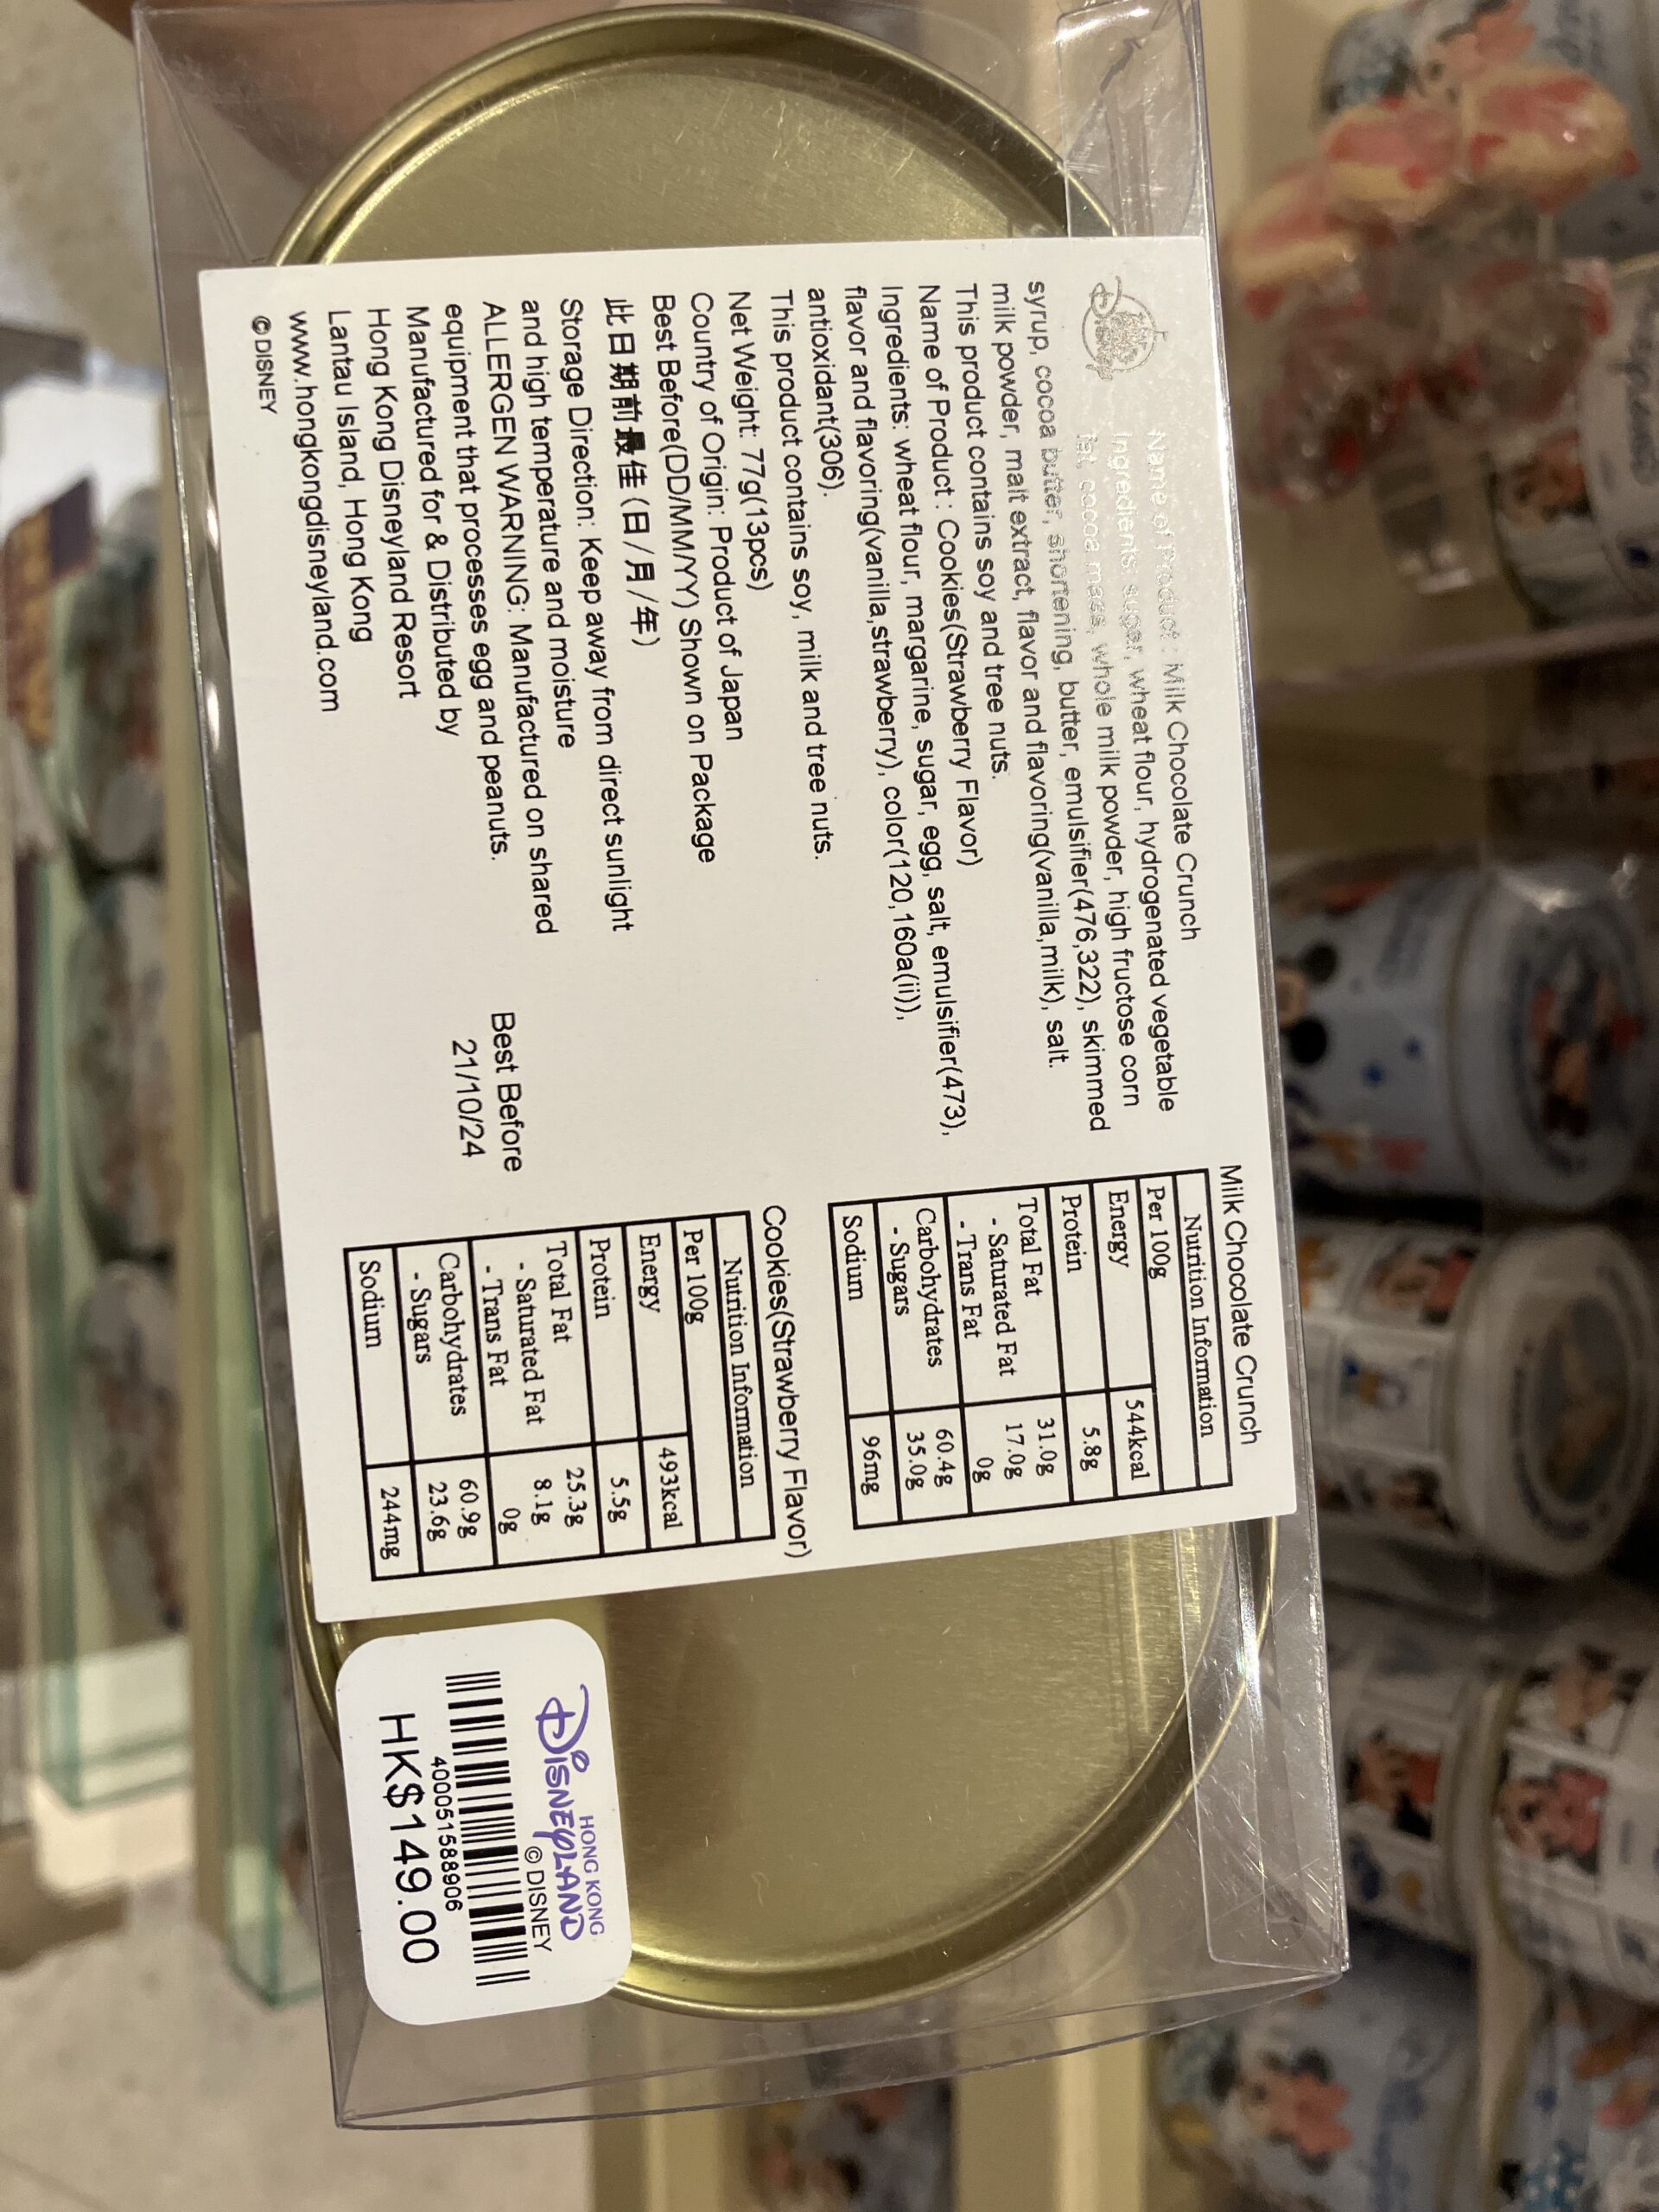 Disney
Name of Product : Milk Chocolate Crunch
Ingredients: sugar, wheat flour, hydrogenated vegetable
fat, cocoa mass, whole milk powder, high fructose corn
syrup, cocoa butter, shortening, butter, emulsifier(476,322), skimmed
milk powder, malt extract, flavor and flavoring(vanilla,milk), salt.
This product contains soy and tree nuts.
Name of Product : Cookies(Strawberry Flavor)
Ingredients: wheat flour, margarine, sugar, egg, salt, emulsifier(473),
flavor and flavoring(vanilla,strawberry), color(120,160a(ii)),
antioxidant(306).
This product contains soy, milk and tree nuts.
Net Weight: 77g(13pcs)
Country of Origin: Product of Japan
Best Before(DD/MM/YY) Shown on Package
此日期前最佳(日/月/年)
Storage Direction: Keep away from direct sunlight
and high temperature and moisture
ALLERGEN WARNING: Manufactured on shared
equipment that processes egg and peanuts.
Manufactured for & Distributed by
Hong Kong Disneyland Resort
Lantau Island, Hong Kong
www.hongkongdisneyland.com
©DISNEY
Best Before
21/10/24
Milk Chocolate Crunch
Nutrition Information
Per 100g
Energy 544kcal
Protein 5.8g
Total Fat 31.0g
- Saturated Fat 17.0g
- Trans Fat 0g
Carbohydrates 60.4g
- Sugars 35.0g
Sodium 96mg
Cookies(Strawberry Flavor)
Nutrition Information
Per 100g
Energy 493kcal
Protein 5.5g
Total Fat 25.3g
- Saturated Fat 8.1g
- Trans Fat 0g
Carbohydrates 60.9g
- Sugars 23.6g
Sodium 244mg
HONG KONG
DISNEYLAND
© DISNEY
400051588906
HK$149.00